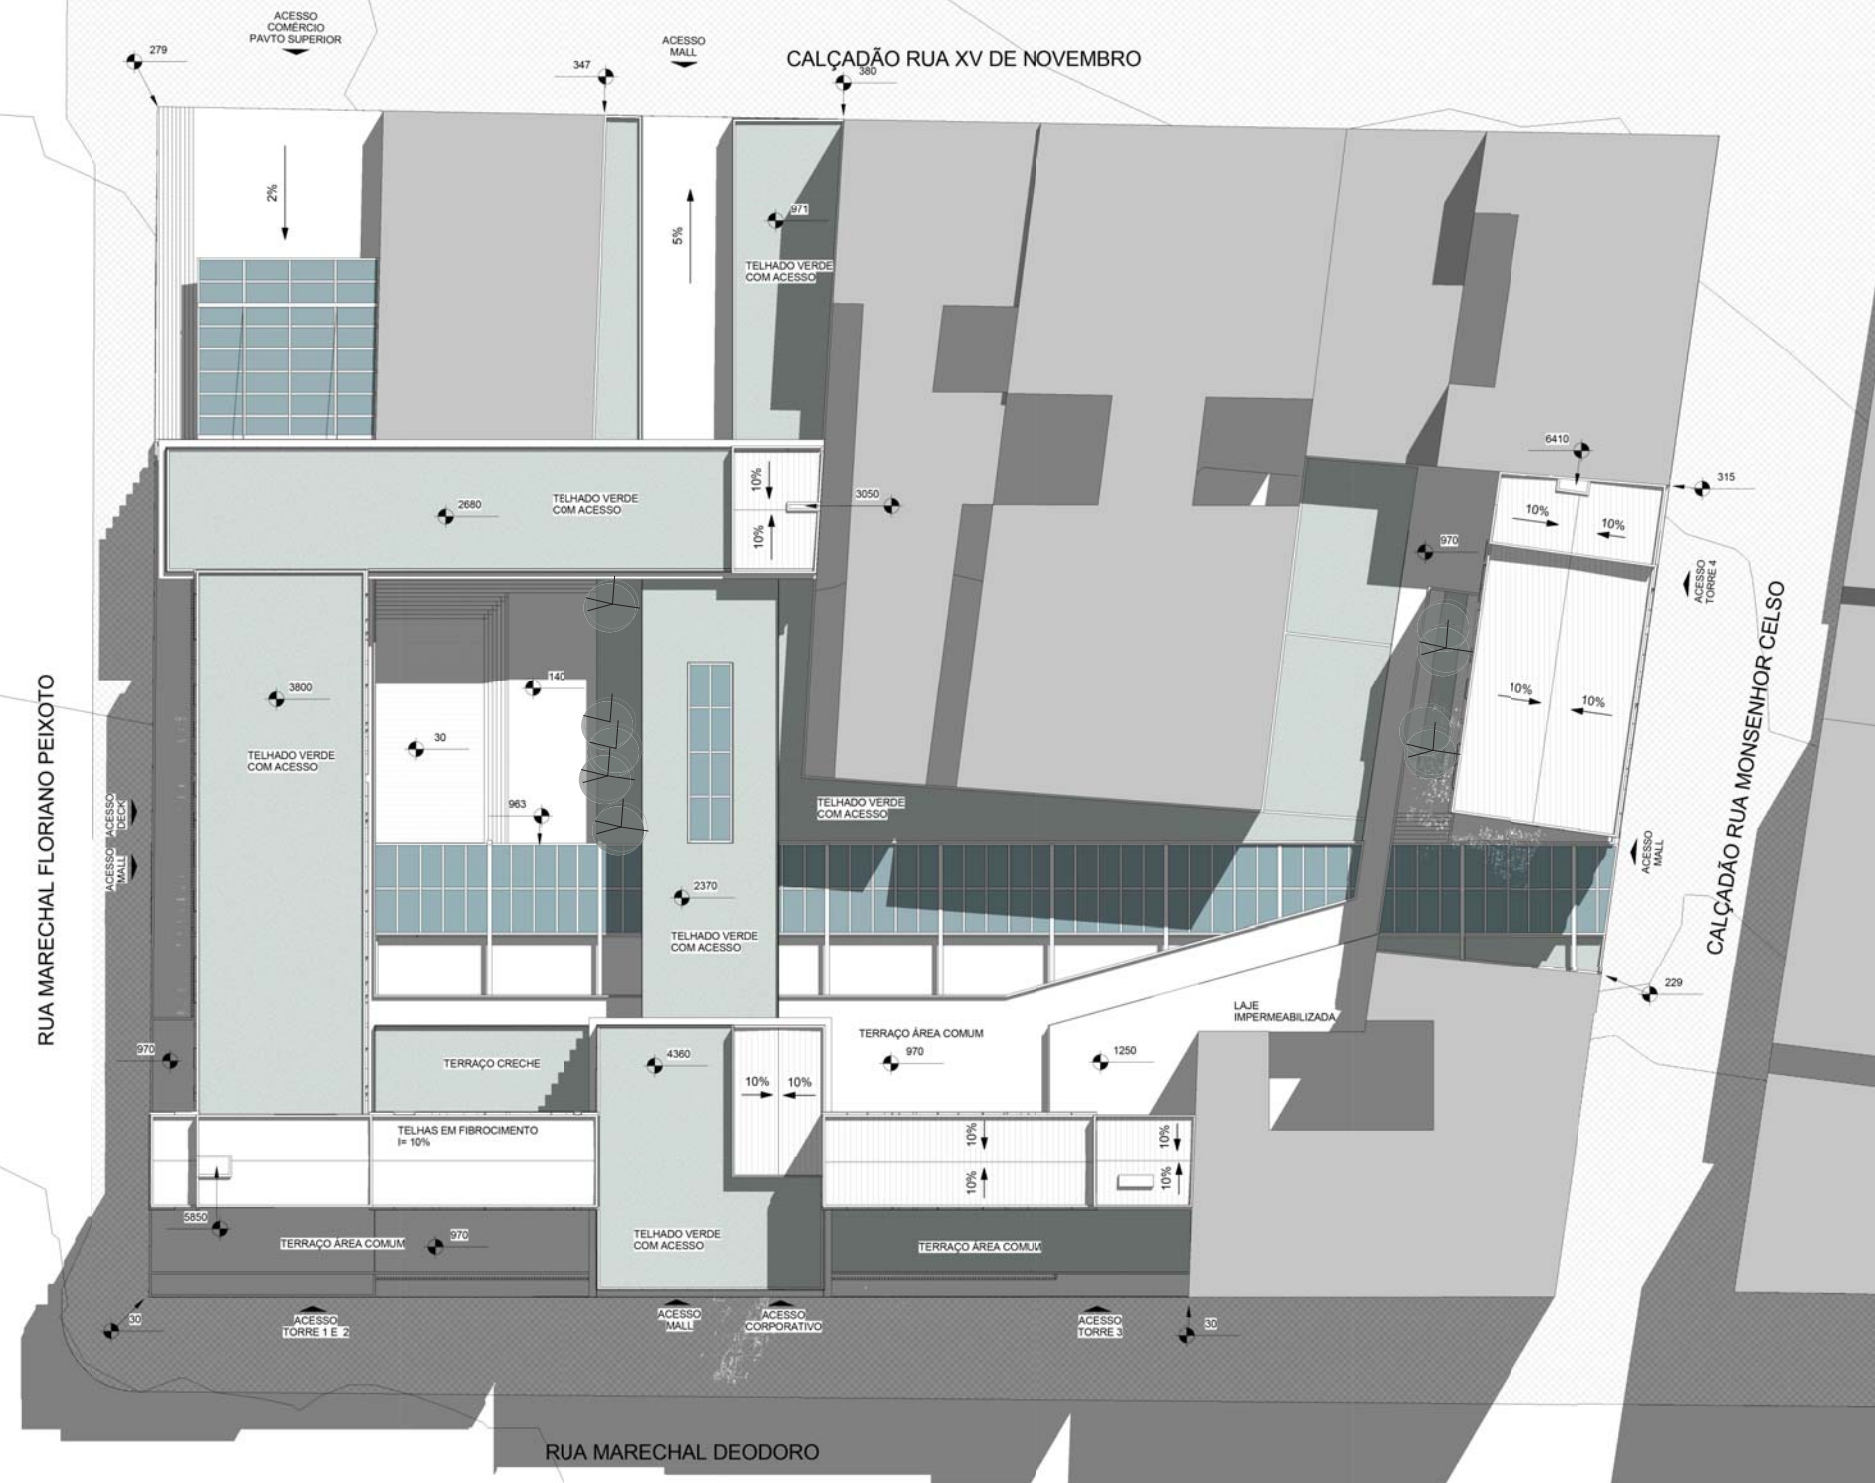 ACESSO
COMÉRCIO
PAVTO SUPERIOR
279
347
ACESSO
MALL
CALÇADÃO RUA XV DE NOVEMBRO
380
2%
5%
971
TELHADO VERDE
COM ACESSO
2680
TELHADO VERDE
COM ACESSO
10%
10%
3050
6410
315
10%
10%
970
ACESSO
TORRE 4
3800
TELHADO VERDE
COM ACESSO
140
30
963
10%
10%
TELHADO VERDE
COM ACESSO
RUA MARECHAL FLORIANO PEIXOTO
ACESSO
DECK
ACESSO
MALL
ACESSO
MALL
CALÇADÃO RUA MONSENHOR CELSO
2370
TELHADO VERDE
COM ACESSO
229
LAJE
IMPERMEABILIZADA
TERRAÇO ÁREA COMUM
970
1250
970
TERRAÇO CRECHE
4360
10%
10%
TELHAS EM FIBROCIMENTO
I= 10%
10%
10%
10%
10%
5850
TERRAÇO ÁREA COMUM
970
TELHADO VERDE
COM ACESSO
TERRAÇO ÁREA COMUM
30
ACESSO
TORRE 1 E 2
ACESSO
MALL
ACESSO
CORPORATIVO
ACESSO
TORRE 3
30
RUA MARECHAL DEODORO